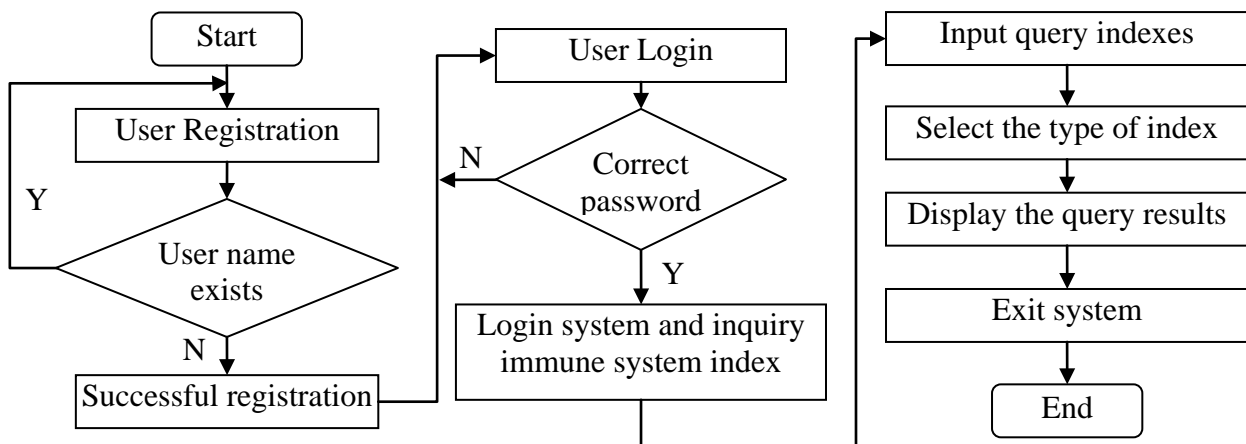 Start
User Registration
Y
User name
exists
N
Successful registration
User Login
N
Correct
password
Y
Login system and inquiry
immune system index
Input query indexes
Select the type of index
Display the query results
Exit system
End